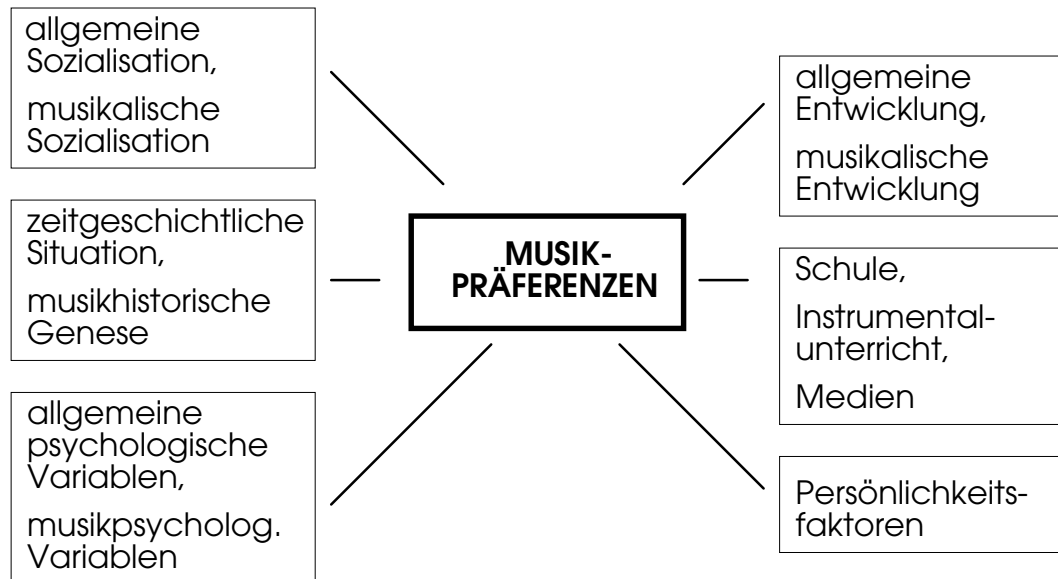 allgemeine
Sozialisation,
musikalische
Sozialisation
zeitgeschichtliche
Situation,
musikhistorische
Genese
allgemeine
psychologische
Variablen,
musikpsycholog.
Variablen
MUSIK-
PRÄFERENZEN
allgemeine
Entwicklung,
musikalische
Entwicklung
Schule,
Instrumental-
unterricht,
Medien
Persönlichkeits-
faktoren